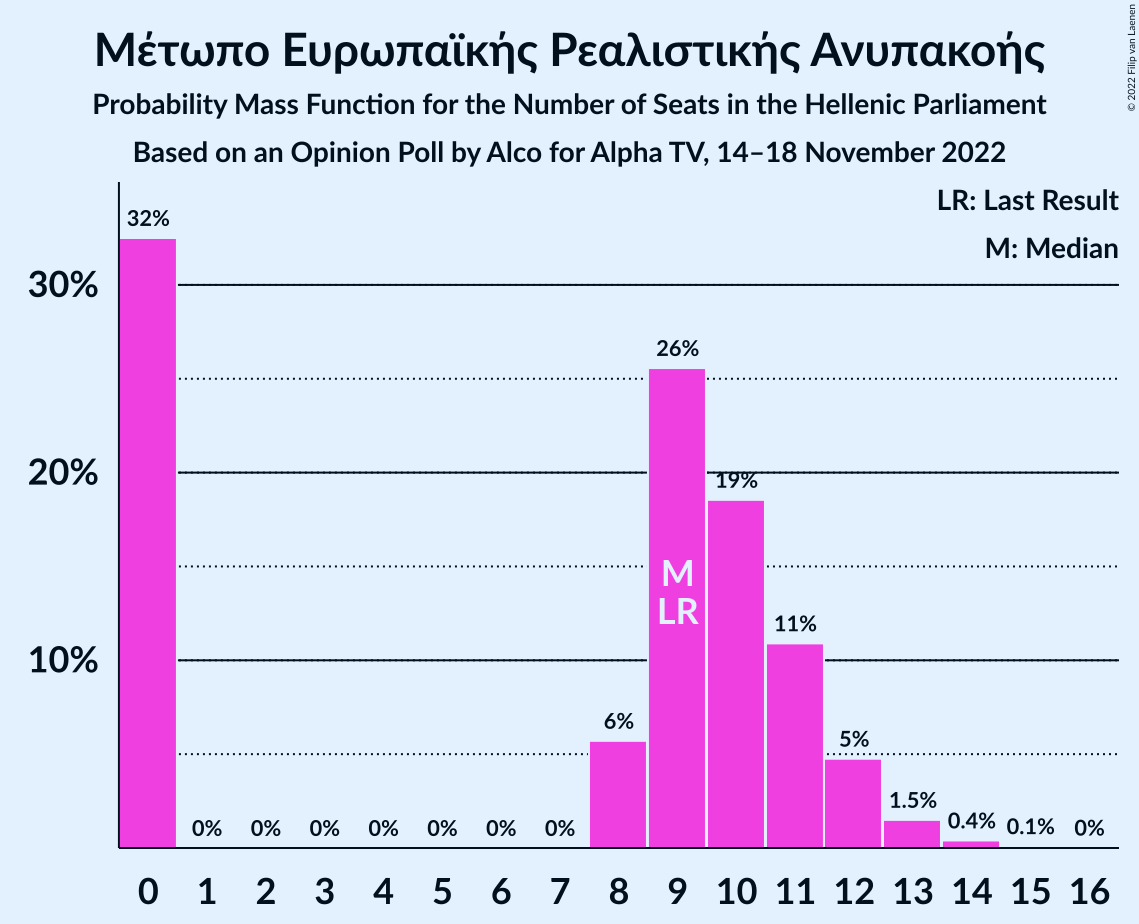 Μέτωπο Ευρωπαϊκής Ρεαλιστικής Ανυπακοής
Probability Mass Function for the Number of Seats in the Hellenic Parliament
Based on an Opinion Poll by Alco for Alpha TV, 14–18 November 2022
© 2022 Filip van Laenen
LR: Last Result
M: Median
32%
30%
26%
20%
19%
M
LR
11%
10%
6%
5%
1.5%
0.4%
0.1%
0% 0% 0% 0% 0% 0% 0% 0%
0 1 2 3 4 5 6 7 8 9 10 11 12 13 14 15 16